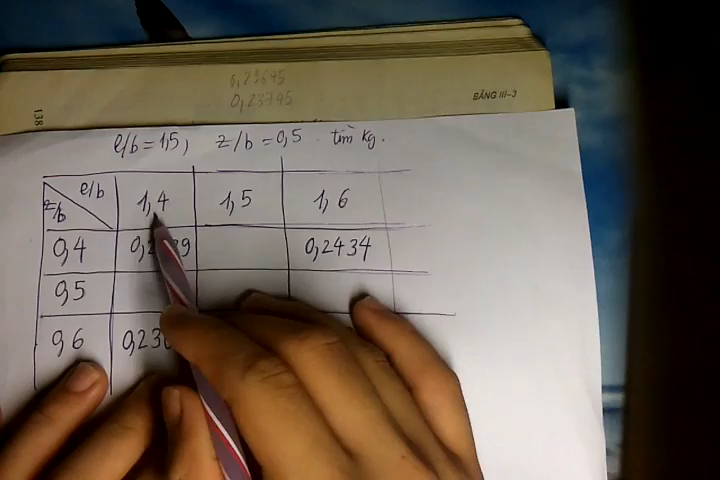 0,23645
0,23745
BẢNG III-3
138
l/b = 1,5, z/b = 0,5 tìm kg.
l/b z/b 1,4 1,5 1,6
0,4 0,2434
0,5
0,6